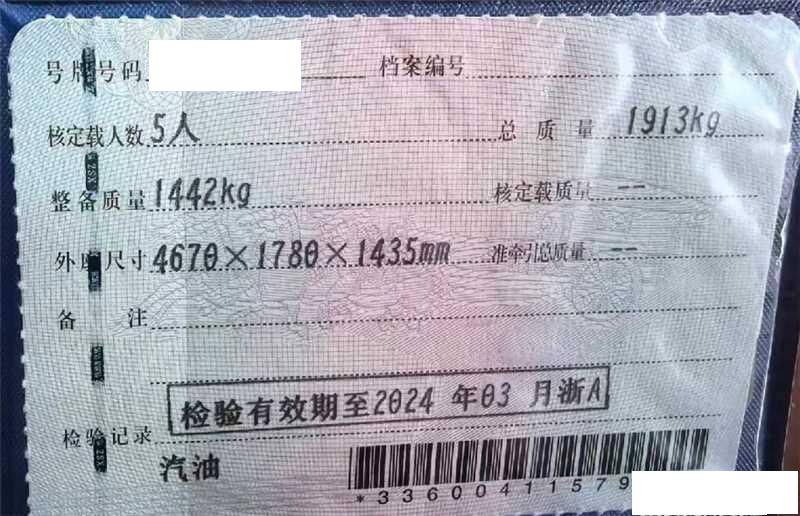 号牌号码 档案编号
核定载人数 5人 总质量 1913kg
整备质量 1442kg 核定载质量 --
外廓尺寸 4670×1780×1435mm 准牵引总质量 --
备注
检验有效期至2024年03月浙A
检验记录
汽油
*33600411579